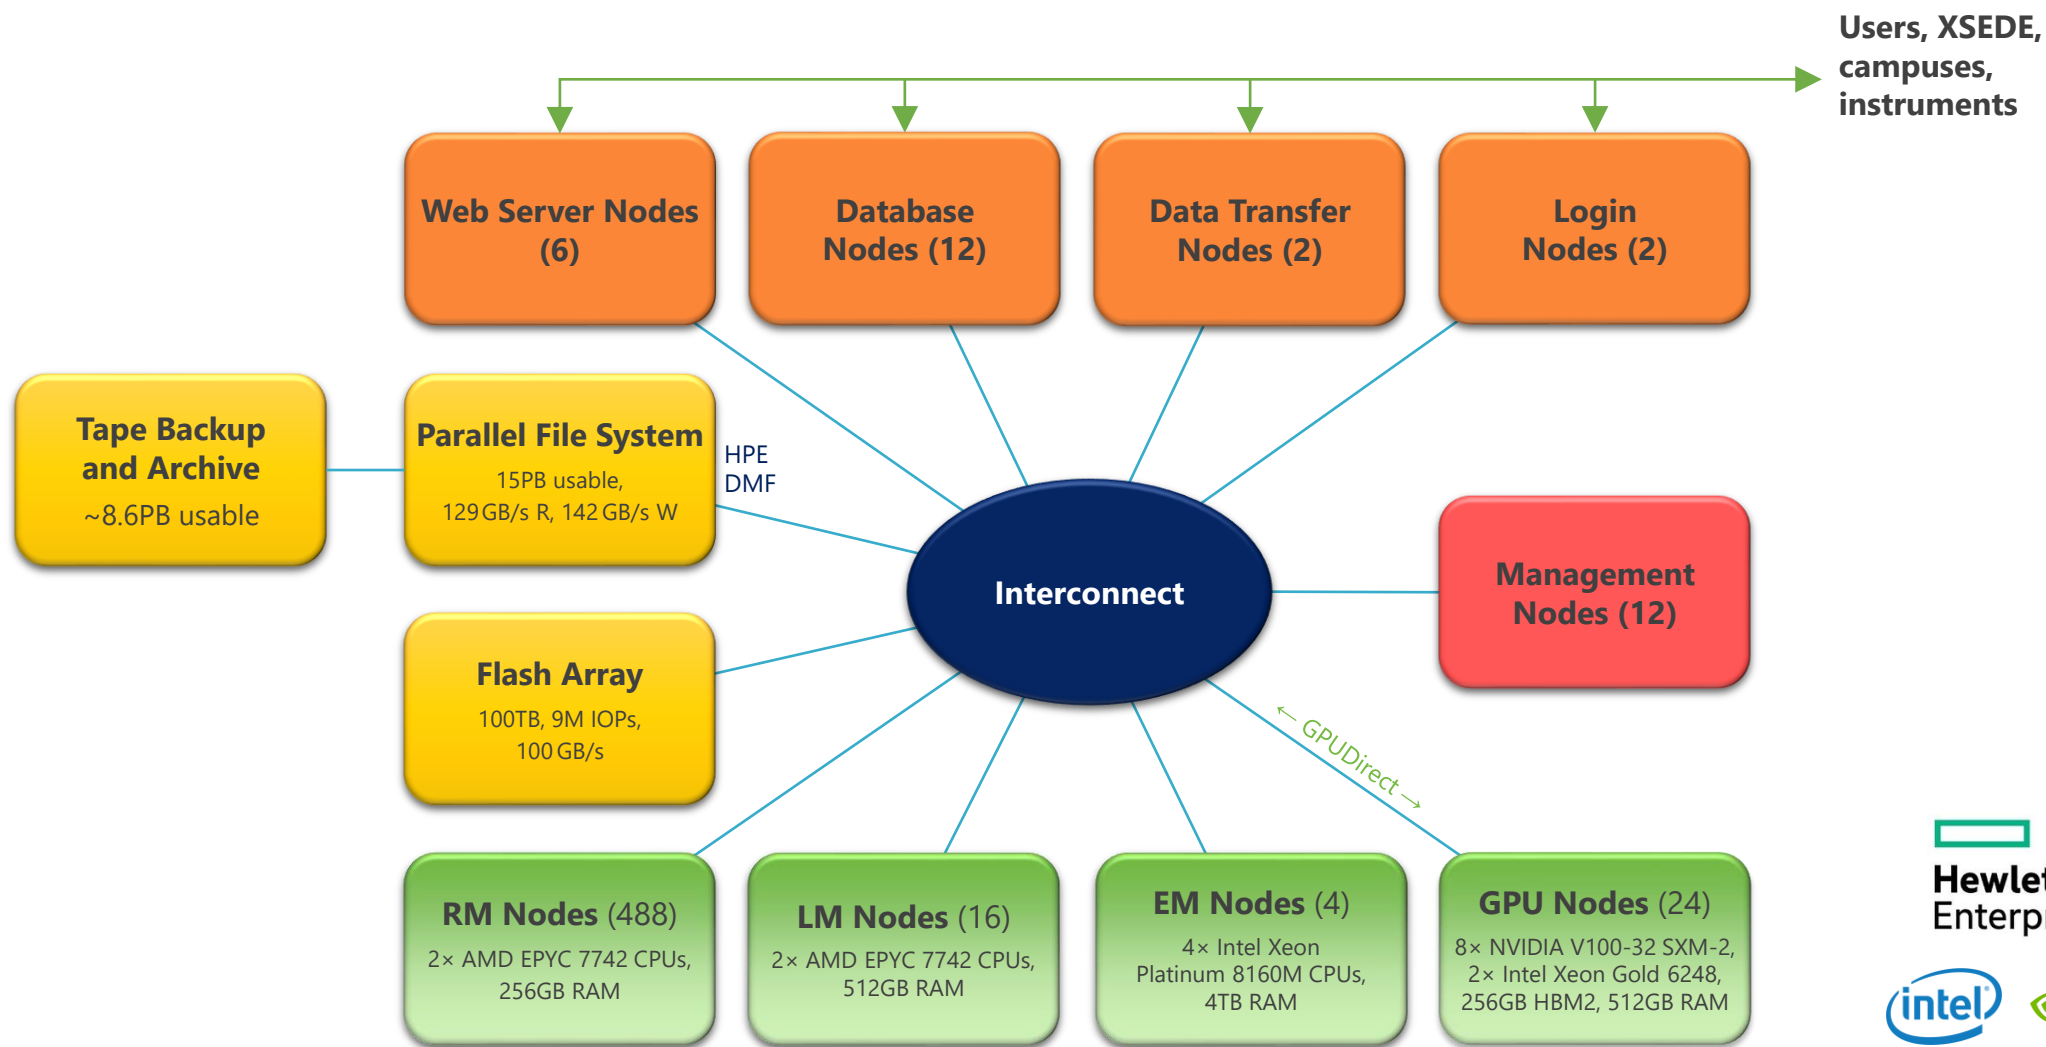 Users, XSEDE,
campuses,
instruments
Web Server Nodes
(6)
Database
Nodes (12)
Data Transfer
Nodes (2)
Login
Nodes (2)
Tape Backup
and Archive
~8.6PB usable
Parallel File System
15PB usable,
129 GB/s R, 142 GB/s W
HPE
DMF
Interconnect
Management
Nodes (12)
Flash Array
100TB, 9M IOPs,
100 GB/s
← GPUDirect →
RM Nodes (488)
2× AMD EPYC 7742 CPUs,
256GB RAM
LM Nodes (16)
2× AMD EPYC 7742 CPUs,
512GB RAM
EM Nodes (4)
4× Intel Xeon
Platinum 8160M CPUs,
4TB RAM
GPU Nodes (24)
8× NVIDIA V100-32 SXM-2,
2× Intel Xeon Gold 6248,
256GB HBM2, 512GB RAM
intel